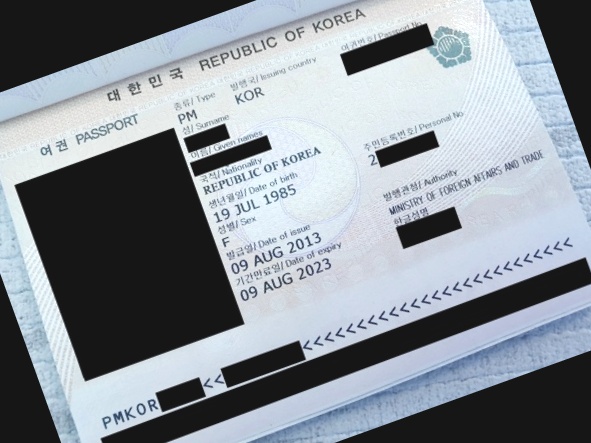 대한민국 REPUBLIC OF KOREA
여권 PASSPORT
종류/ Type 발행국/ Issuing country 여권번호/ Passport No.
PM KOR
성/ Surname
이름/ Given names
국적/ Nationality 주민등록번호/ Personal No.
REPUBLIC OF KOREA 2
생년월일/ Date of birth
19 JUL 1985
성별/ Sex 발행관청/ Authority
F MINISTRY OF FOREIGN AFFAIRS AND TRADE
발급일/ Date of issue 한글성명
09 AUG 2013
기간만료일/ Date of expiry
09 AUG 2023
PMKOR <<